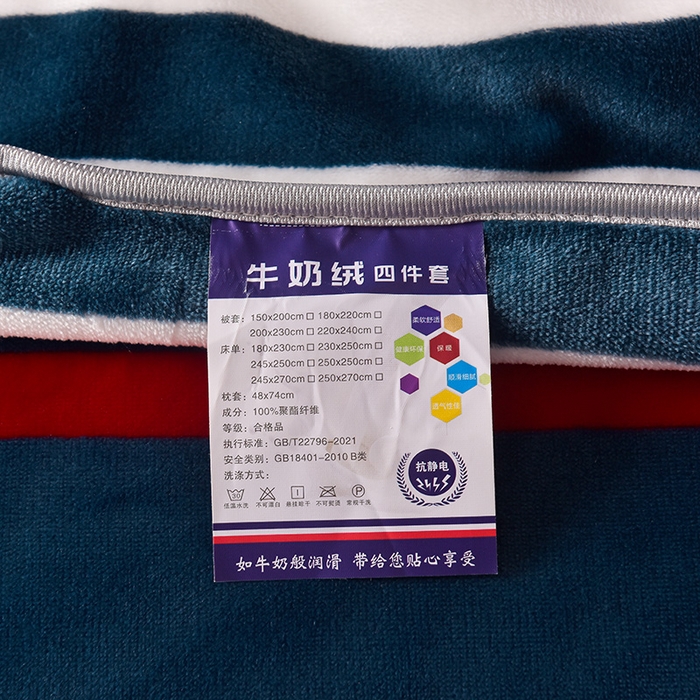 牛奶绒四件套
被套：150x200cm□ 180x220cm□
200x230cm□ 220x240cm□
床单：180x230cm□ 230x250cm□
245x250cm□ 250x250cm□
245x270cm□ 250x270cm□
枕套：48x74cm
成分：100%聚酯纤维
等级：合格品
执行标准：GB/T22796-2021
安全类别：GB18401-2010 B类
洗涤方式：
30
P
低温水洗 不可漂白 悬挂晾干 不可熨烫 常规干洗
柔软舒适
健康环保
保暖
顺滑细腻
透气性佳
抗静电
如牛奶般润滑 带给您贴心享受